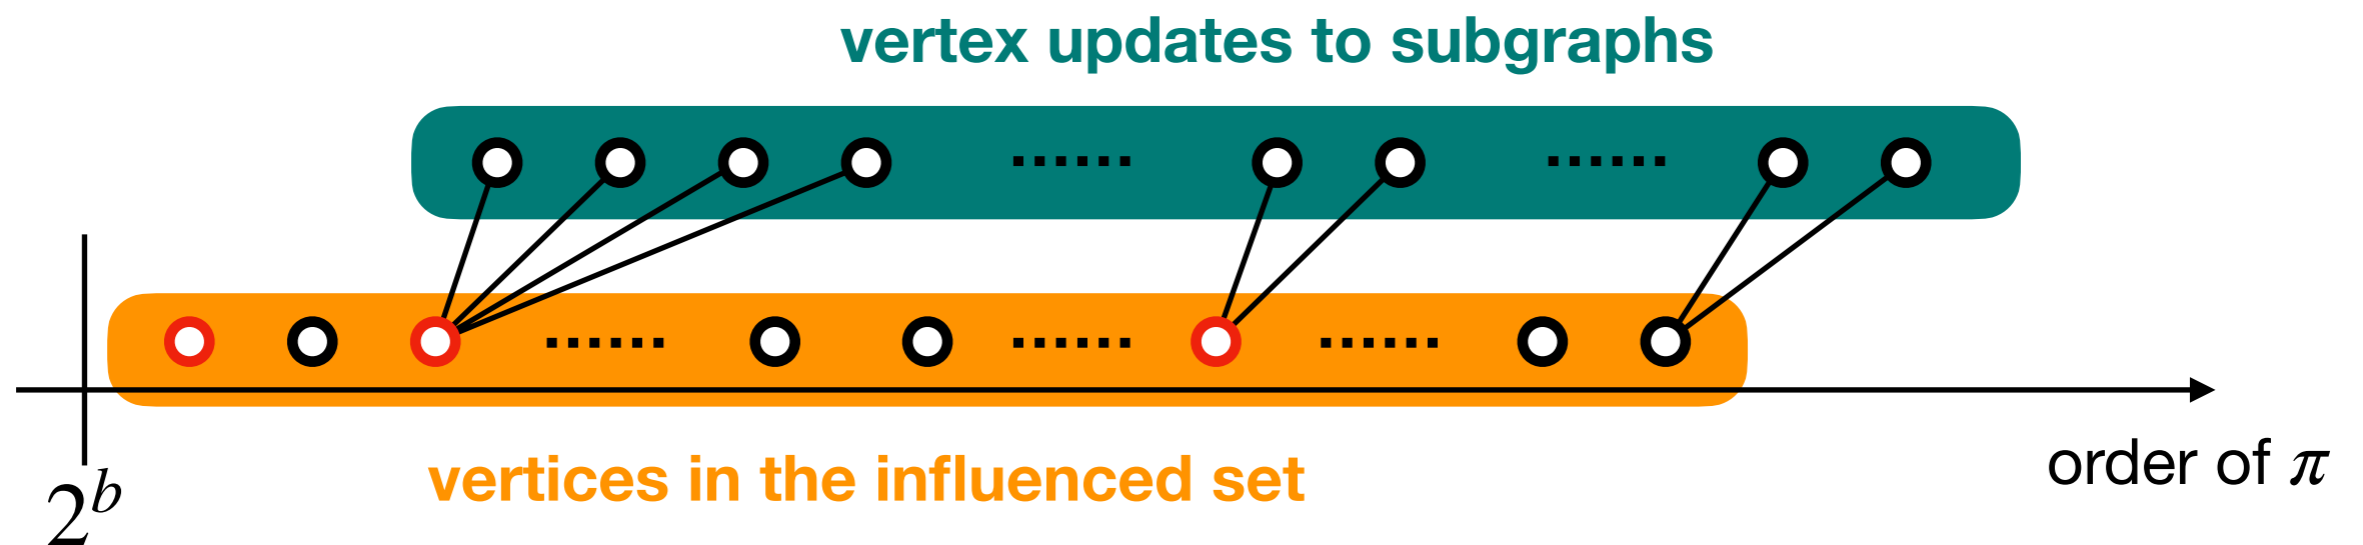 vertex updates to subgraphs
......
......
......
......
......
2^b
vertices in the influenced set
order of π